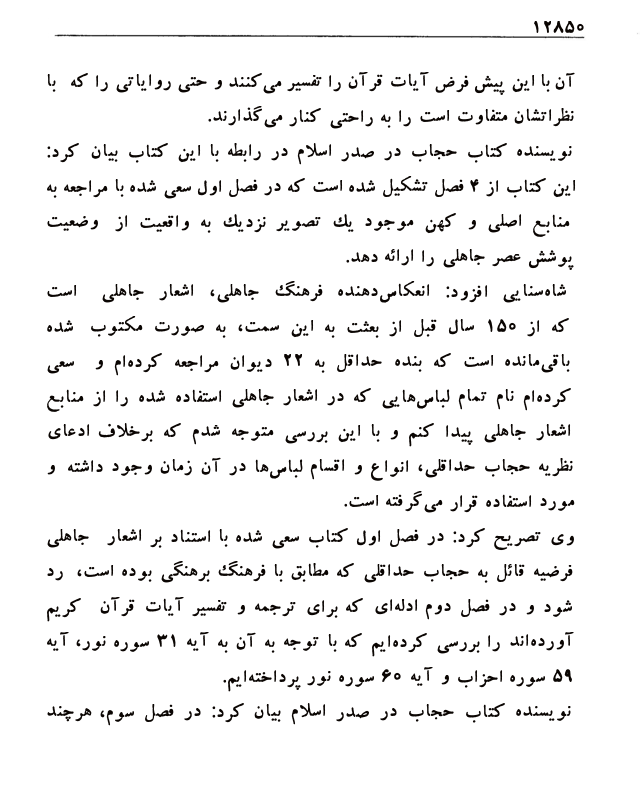 ۱۲۸۵۰
آن با این پیش فرض آیات قرآن را تفسیر می‌کنند و حتی روایاتی را که با
نظراتشان متفاوت است را به راحتی کنار می‌گذارند.
نویسنده کتاب حجاب در صدر اسلام در رابطه با این کتاب بیان کرد:
این کتاب از ۴ فصل تشکیل شده است که در فصل اول سعی شده با مراجعه به
منابع اصلی و کهن موجود یك تصویر نزدیك به واقعیت از وضعیت
پوشش عصر جاهلی را ارائه دهد.
شاه‌سنایی افزود: انعکاس‌دهنده فرهنگ جاهلی، اشعار جاهلی است
که از ۱۵۰ سال قبل از بعثت به این سمت، به صورت مکتوب شده
باقی‌مانده است که بنده حداقل به ۲۲ دیوان مراجعه کرده‌ام و سعی
کرده‌ام نام تمام لباس‌هایی که در اشعار جاهلی استفاده شده را از منابع
اشعار جاهلی پیدا کنم و با این بررسی متوجه شدم که برخلاف ادعای
نظریه حجاب حداقلی، انواع و اقسام لباس‌ها در آن زمان وجود داشته و
مورد استفاده قرار می‌گرفته است.
وی تصریح کرد: در فصل اول کتاب سعی شده با استناد بر اشعار جاهلی
فرضیه قائل به حجاب حداقلی که مطابق با فرهنگ برهنگی بوده است، رد
شود و در فصل دوم ادله‌ای که برای ترجمه و تفسیر آیات قرآن کریم
آورده‌اند را بررسی کرده‌ایم که با توجه به آن به آیه ۳۱ سوره نور، آیه
۵۹ سوره احزاب و آیه ۶۰ سوره نور پرداخته‌ایم.
نویسنده کتاب حجاب در صدر اسلام بیان کرد: در فصل سوم، هرچند